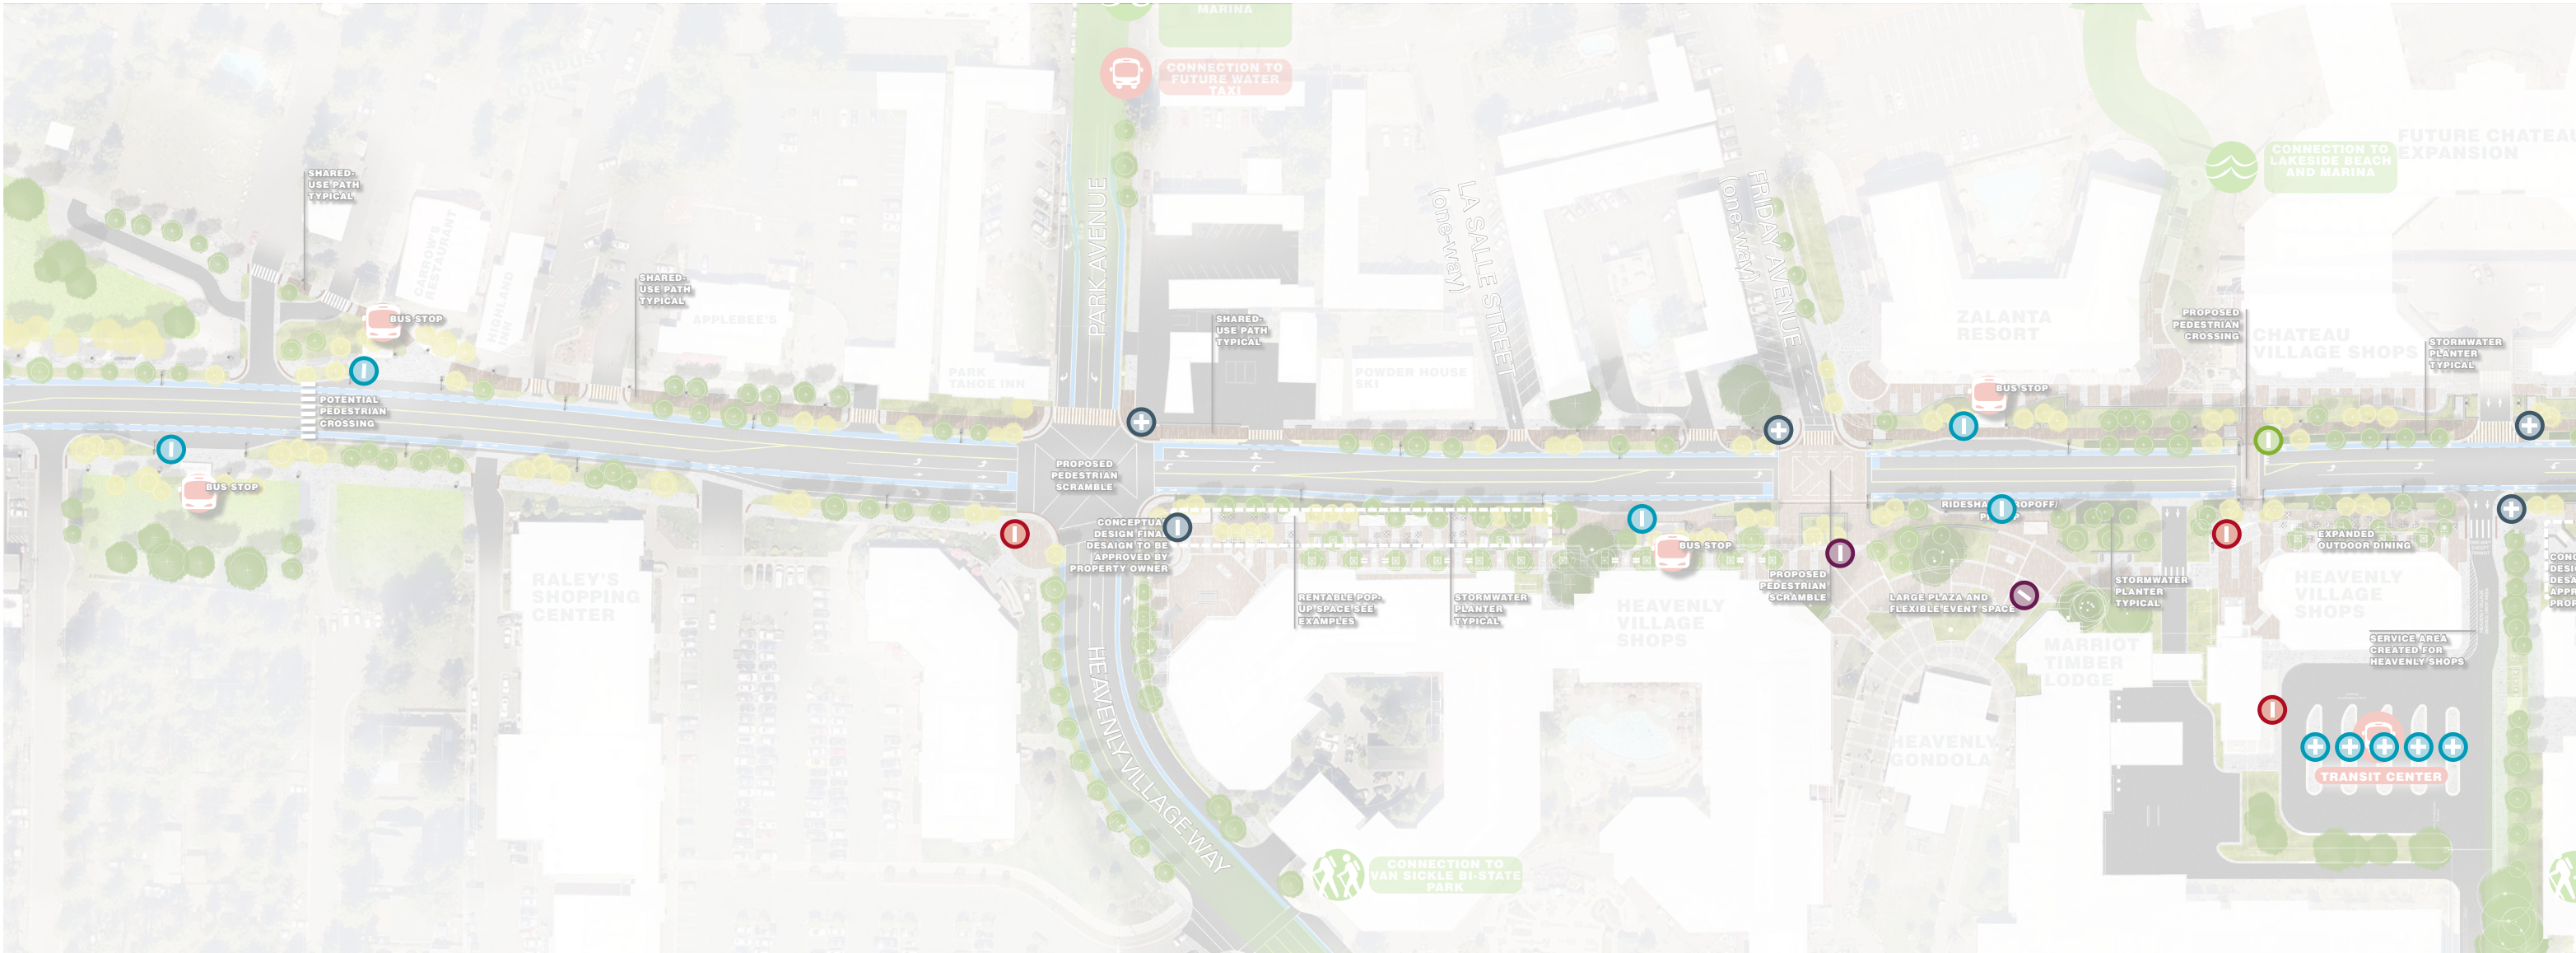 MARINA
CONNECTION TO
FUTURE WATER
TAXI
FUTURE CHATEAU
EXPANSION
CONNECTION TO
LAKESIDE BEACH
AND MARINA
SHARED-
USE PATH
TYPICAL
CARROW'S
RESTAURANT
HIGHLAND
INN
BUS STOP
SHARED-
USE PATH
TYPICAL
APPLEBEE'S
PARK AVENUE
SHARED-
USE PATH
TYPICAL
LA SALLE STREET
(one-way)
FRIDAY AVENUE
(one-way)
ZALANTA
RESORT
PROPOSED
PEDESTRIAN
CROSSING
CHATEAU
VILLAGE SHOPS
STORMWATER
PLANTER
TYPICAL
PARK
TAHOE INN
POWDER HOUSE
SKI
BUS STOP
POTENTIAL
PEDESTRIAN
CROSSING
BUS STOP
PROPOSED
PEDESTRIAN
SCRAMBLE
CONCEPTUAL
DESIGN FINAL
DESAIGN TO BE
APPROVED BY
PROPERTY OWNER
BUS STOP
EXPANDED
OUTDOOR DINING
RALEY'S
SHOPPING
CENTER
RENTABLE POP-
UP SPACE SEE
EXAMPLES
STORMWATER
PLANTER
TYPICAL
HEAVENLY
VILLAGE
SHOPS
PROPOSED
PEDESTRIAN
SCRAMBLE
LARGE PLAZA AND
FLEXIBLE EVENT SPACE
STORMWATER
PLANTER
TYPICAL
HEAVENLY
VILLAGE
SHOPS
MARRIOT
TIMBER
LODGE
SERVICE AREA
CREATED FOR
HEAVENLY SHOPS
HEAVENLY VILLAGE WAY
HEAVENLY
GONDOLA
TRANSIT CENTER
CONNECTION TO
VAN SICKLE BI-STATE
PARK